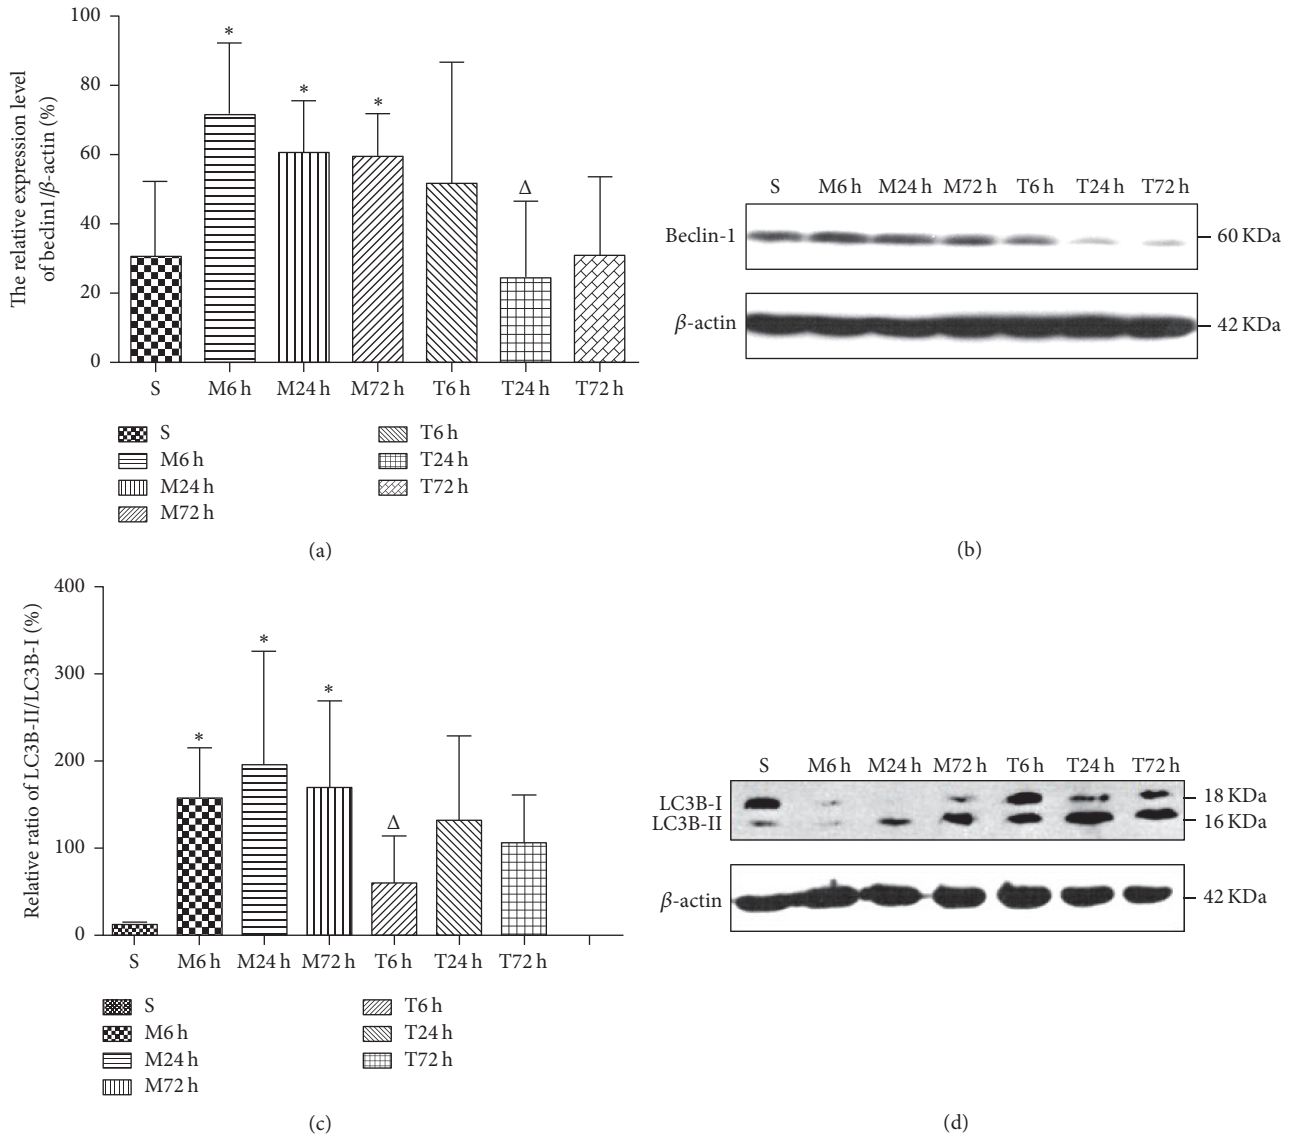 The relative expression level
of beclin1/β-actin (%)
100
80
60
40
20
0
*
*
*
Δ
S M6 h M24 h M72 h T6 h T24 h T72 h
S
M6 h
M24 h
M72 h
T6 h
T24 h
T72 h
(a)
S M6 h M24 h M72 h T6 h T24 h T72 h
Beclin-1
60 KDa
β-actin
42 KDa
(b)
Relative ratio of LC3B-II/LC3B-I (%)
400
300
200
100
0
*
*
*
Δ
S M6 h M24 h M72 h T6 h T24 h T72 h
S
M6 h
M24 h
M72 h
T6 h
T24 h
T72 h
(c)
S M6 h M24 h M72 h T6 h T24 h T72 h
LC3B-I
LC3B-II
18 KDa
16 KDa
β-actin
42 KDa
(d)